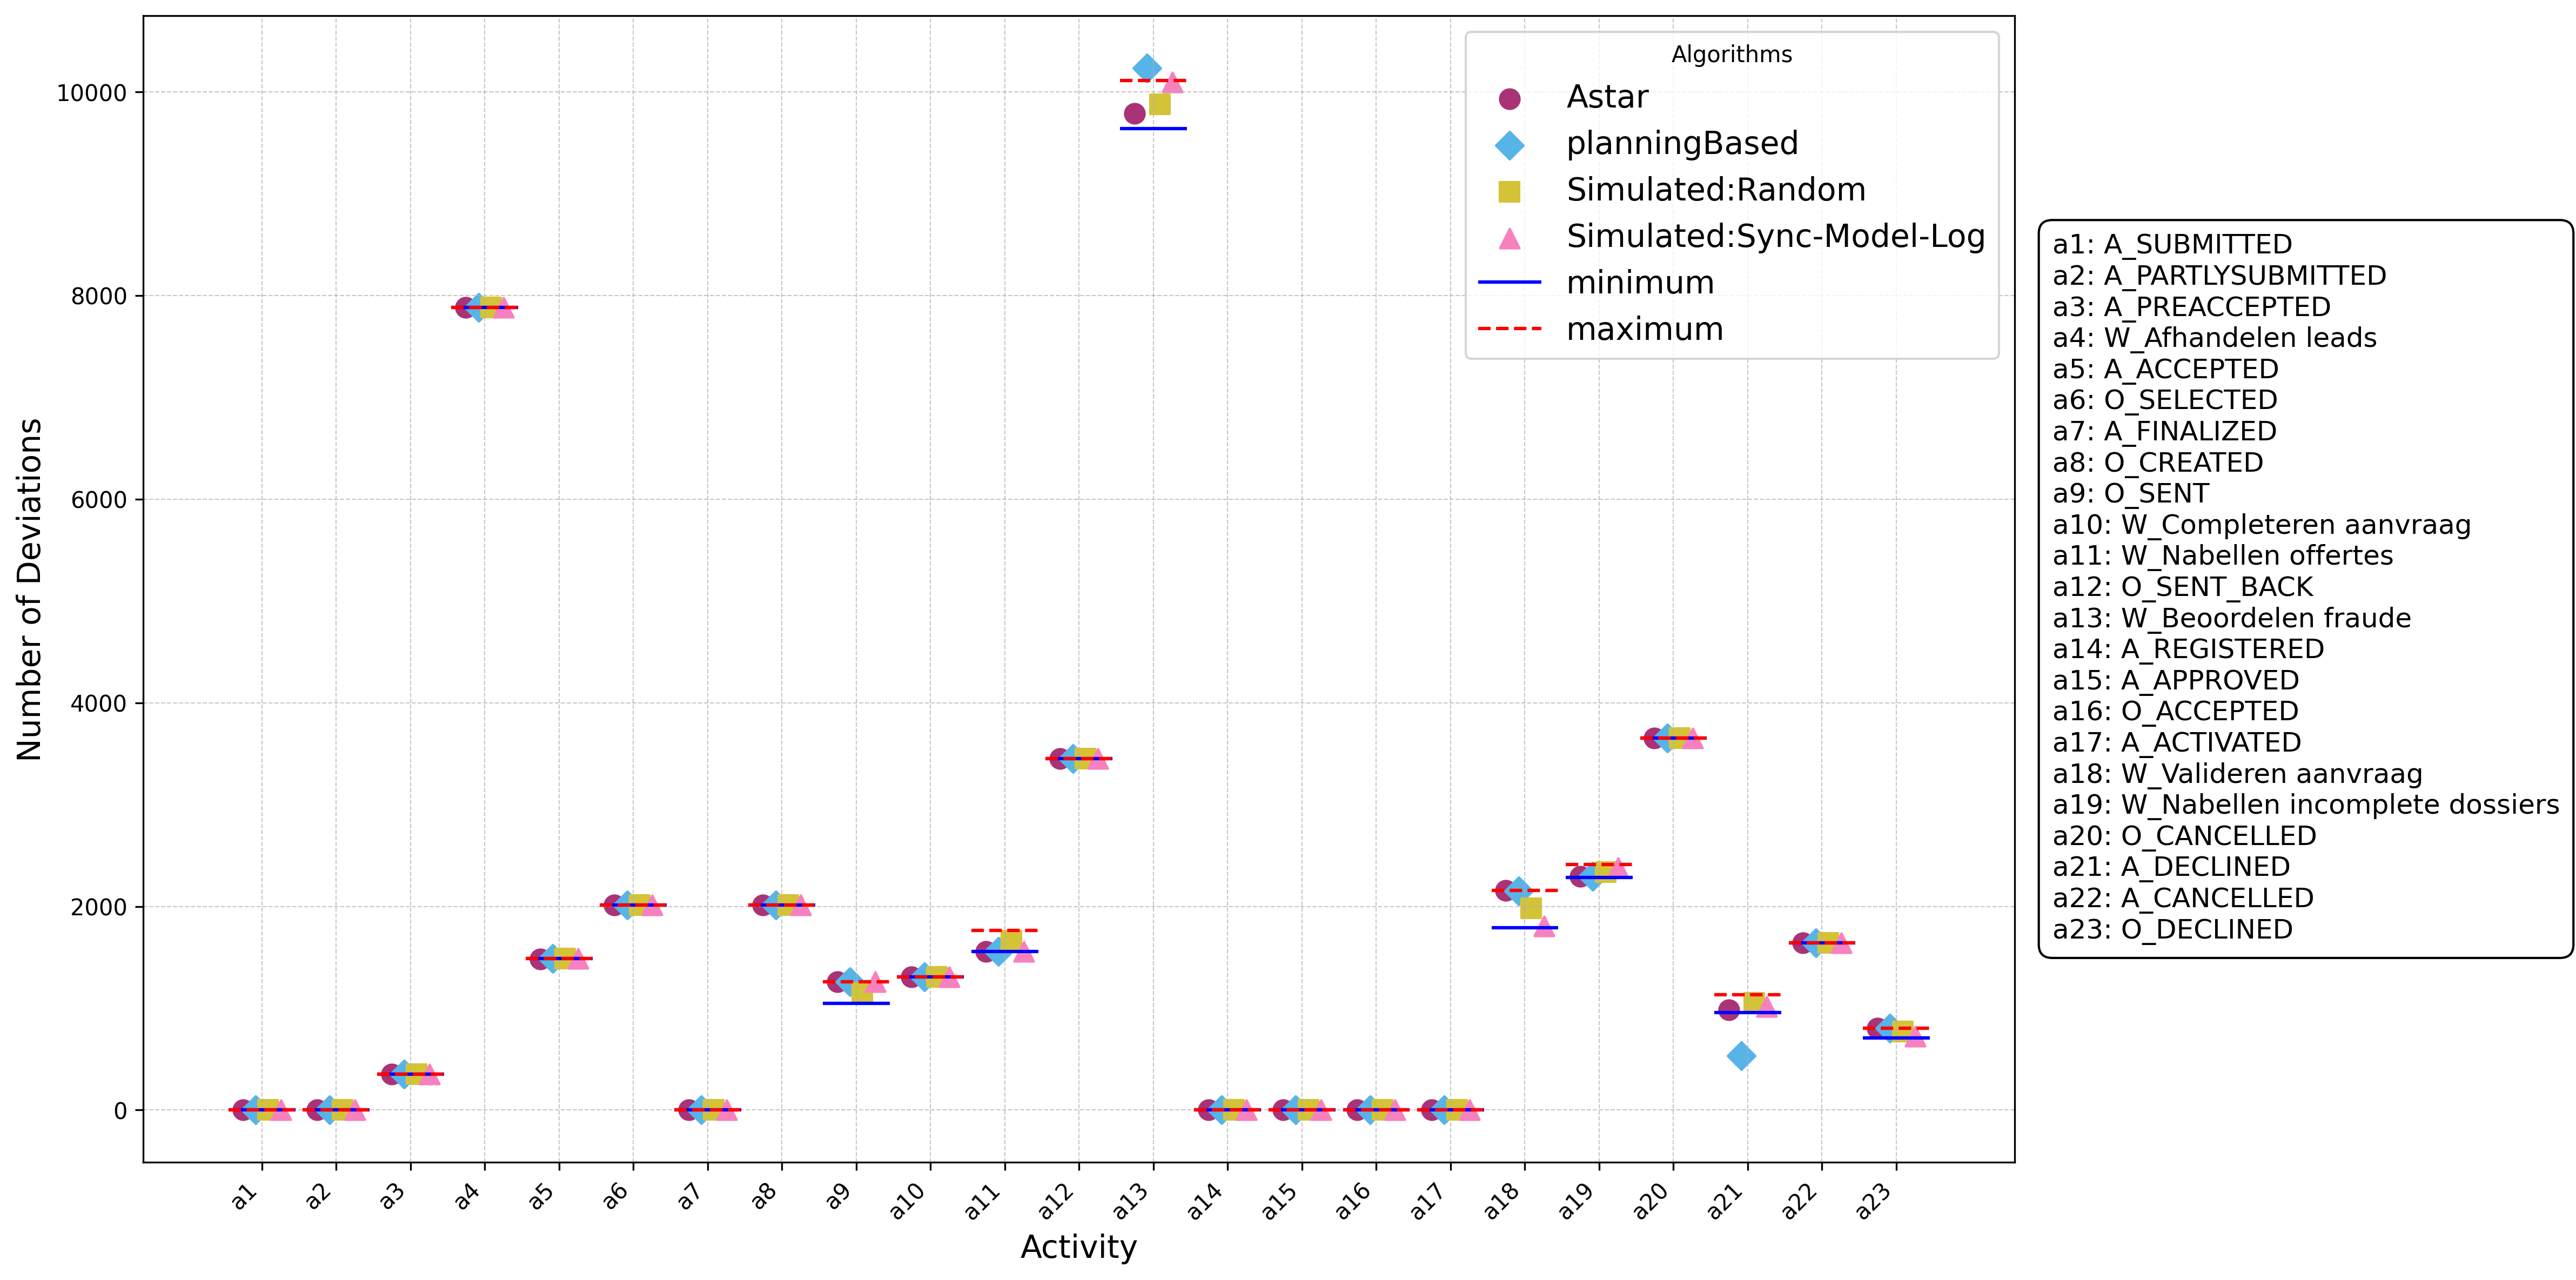 Algorithms
Astar
planningBased
Simulated:Random
Simulated:Sync-Model-Log
minimum
maximum
Number of Deviations
10000
8000
6000
4000
2000
0
a1 a2 a3 a4 a5 a6 a7 a8 a9 a10 a11 a12 a13 a14 a15 a16 a17 a18 a19 a20 a21 a22 a23
Activity
a1: A_SUBMITTED
a2: A_PARTLYSUBMITTED
a3: A_PREACCEPTED
a4: W_Afhandelen leads
a5: A_ACCEPTED
a6: O_SELECTED
a7: A_FINALIZED
a8: O_CREATED
a9: O_SENT
a10: W_Completeren aanvraag
a11: W_Nabellen offertes
a12: O_SENT_BACK
a13: W_Beoordelen fraude
a14: A_REGISTERED
a15: A_APPROVED
a16: O_ACCEPTED
a17: A_ACTIVATED
a18: W_Valideren aanvraag
a19: W_Nabellen incomplete dossiers
a20: O_CANCELLED
a21: A_DECLINED
a22: A_CANCELLED
a23: O_DECLINED